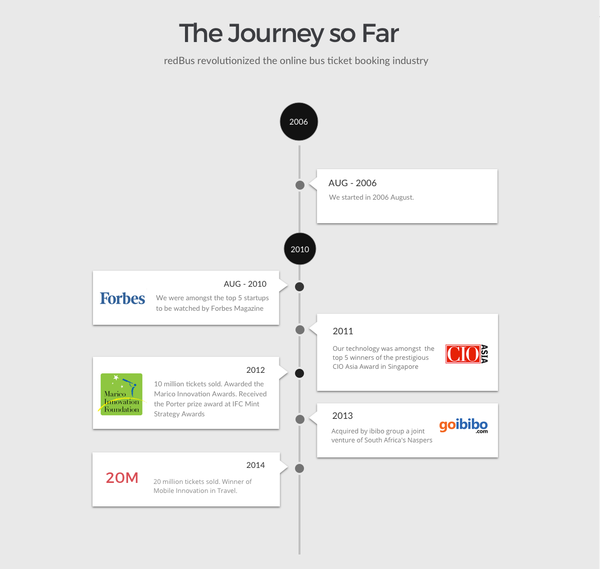 The Journey so Far
redBus revolutionized the online bus ticket booking industry
2006
AUG - 2006
We started in 2006 August.
2010
AUG - 2010
Forbes
We were amongst the top 5 startups
to be watched by Forbes Magazine
2011
Our technology was amongst the
top 5 winners of the prestigious
CIO Asia Award in Singapore
CIO ASIA
2012
Marico
Innovation
Foundation
10 million tickets sold. Awarded the
Marico Innovation Awards. Received
the Porter prize award at IFC Mint
Strategy Awards
2013
Acquired by ibibo group a joint
venture of South Africa's Naspers
goibibo
.com
2014
20M
20 million tickets sold. Winner of
Mobile Innovation in Travel.